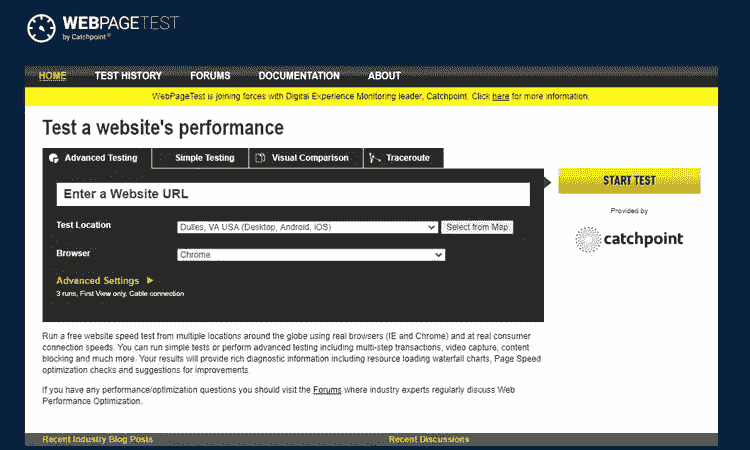 WEBPAGETEST
by Catchpoint
HOME TEST HISTORY FORUMS DOCUMENTATION ABOUT
WebPageTest is joining forces with Digital Experience Monitoring leader, Catchpoint. Click here for more information.
Test a website's performance
Advanced Testing Simple Testing Visual Comparison Traceroute
Enter a Website URL
START TEST
Test Location Dulles, VA USA (Desktop, Android, iOS) Select from Map
Provided by
catchpoint
Browser Chrome
Advanced Settings
3 runs, First View only, Cable connection
Run a free website speed test from multiple locations around the globe using real browsers (IE and Chrome) and at real consumer
connection speeds. You can run simple tests or perform advanced testing including multi-step transactions, video capture, content
blocking and much more. Your results will provide rich diagnostic information including resource loading waterfall charts, Page Speed
optimization checks and suggestions for improvements.
If you have any performance/optimization questions you should visit the Forums where industry experts regularly discuss Web
Performance Optimization.
Recent Industry Blog Posts Recent Discussions